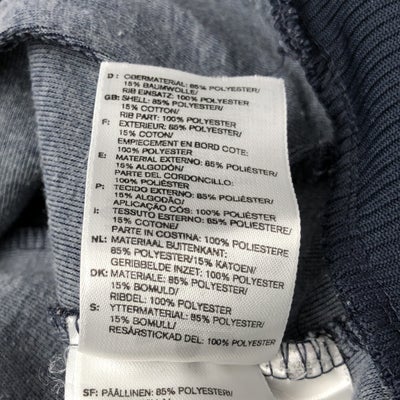 D : OBERMATERIAL: 85% POLYESTER/
15% BAUMWOLLE/
RIB EINSATZ: 100% POLYESTER
GB: SHELL: 85% POLYESTER/
15% COTTON/
RIB PART: 100% POLYESTER
F : EXTERIEUR: 85% POLYESTER/
15% COTON/
EMPIECEMENT EN BORD COTE:
100% POLYESTER
E : MATERIAL EXTERNO: 85% POLIÉSTER/
15% ALGODÓN/
PARTE DEL CORDONCILLO:
100% POLIÉSTER
P : TECIDO EXTERNO: 85% POLIÉSTER/
15% ALGODÃO/
APLICAÇÃO CÓS: 100% POLIÉSTER
I : TESSUTO ESTERNO: 85% POLIESTERE/
15% COTONE/
PARTE IN COSTINA: 100% POLIESTERE
NL: MATERIAAL BUITENKANT:
85% POLYESTER/15% KATOEN/
GERIBBELDE INZET: 100% POLYESTER
DK: MATERIALE: 85% POLYESTER/
15% BOMULD/
RIBDEL: 100% POLYESTER
S : YTTERMATERIAL: 85% POLYESTER/
15% BOMULL/
RESÅRSTICKAD DEL: 100% POLYESTER
SF: PÄÄLLINEN: 85% POLYESTERI/